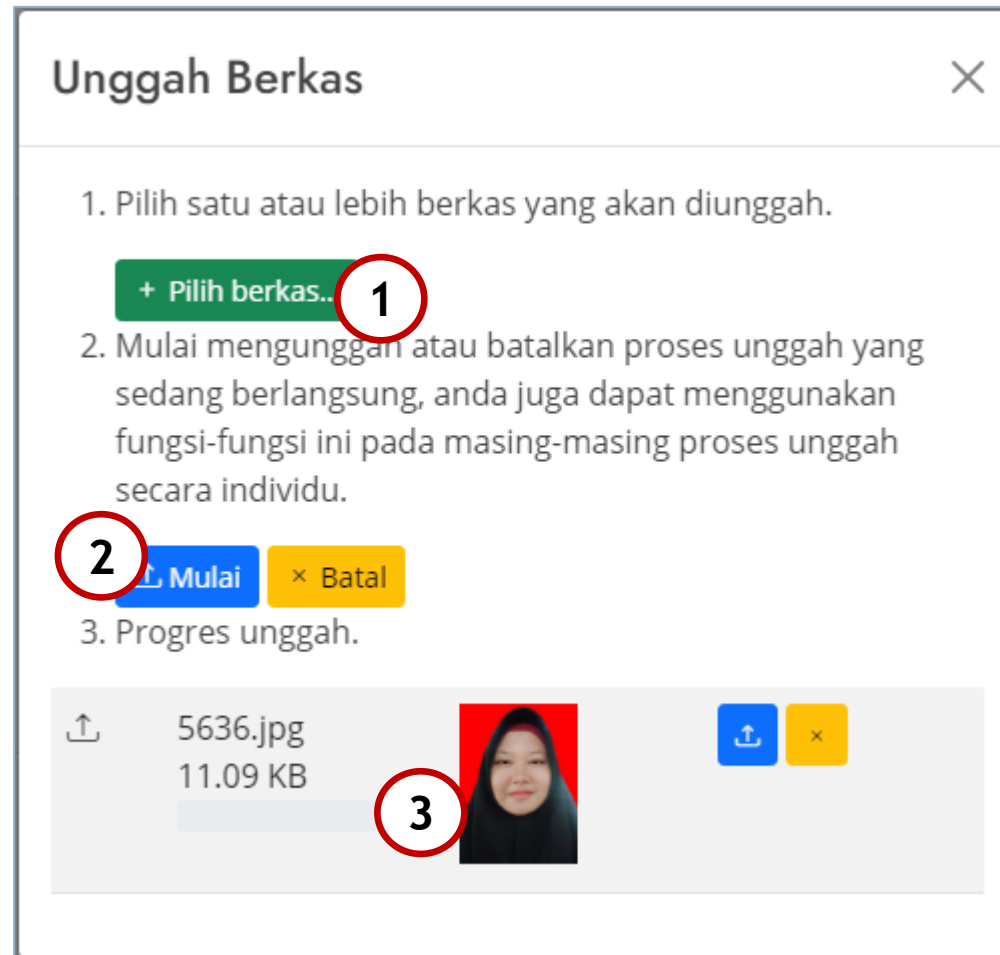 Unggah Berkas
1. Pilih satu atau lebih berkas yang akan diunggah.
+ Pilih berkas..
1
2. Mulai mengunggah atau batalkan proses unggah yang
sedang berlangsung, anda juga dapat menggunakan
fungsi-fungsi ini pada masing-masing proses unggah
secara individu.
2
Mulai
× Batal
3. Progres unggah.
5636.jpg
11.09 KB
3